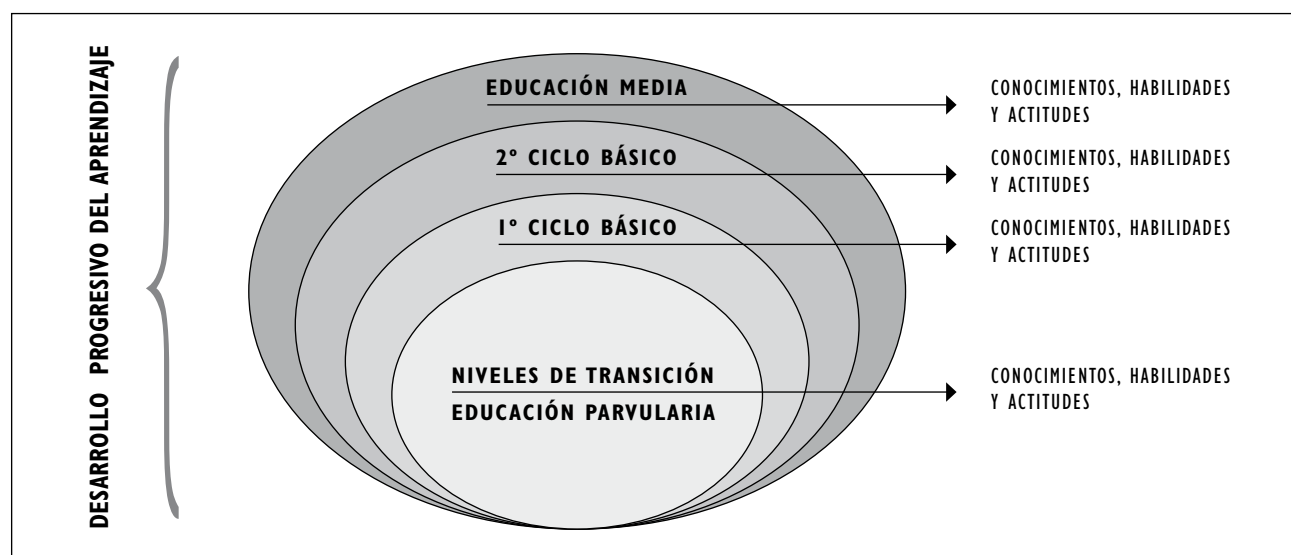 DESARROLLO PROGRESIVO DEL APRENDIZAJE
EDUCACIÓN MEDIA
CONOCIMIENTOS, HABILIDADES
Y ACTITUDES
2º CICLO BÁSICO
CONOCIMIENTOS, HABILIDADES
Y ACTITUDES
1º CICLO BÁSICO
CONOCIMIENTOS, HABILIDADES
Y ACTITUDES
NIVELES DE TRANSICIÓN
EDUCACIÓN PARVULARIA
CONOCIMIENTOS, HABILIDADES
Y ACTITUDES